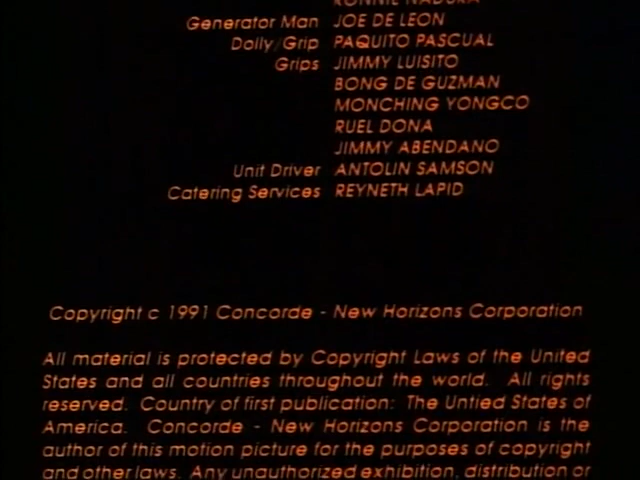 RONNIE NADURA
Generator Man JOE DE LEON
Dolly Grip PAQUITO PASCUAL
Grips JIMMY LUISITO
BONG DE GUZMAN
MONCHING YONGCO
RUEL DONA
JIMMY ABENDANO
Unit Driver ANTOLIN SAMSON
Catering Services REYNETH LAPID
Copyright c 1991 Concorde - New Horizons Corporation
All material is protected by Copyright Laws of the United
States and all countries throughout the world. All rights
reserved. Country of first publication: The Untied States of
America. Concorde - New Horizons Corporation is the
author of this motion picture for the purposes of copyright
and other laws. Any unauthorized exhibition, distribution or